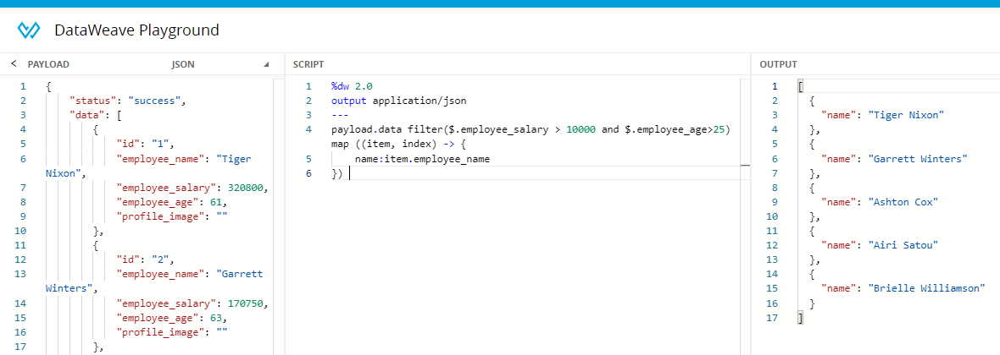 DataWeave Playground
< PAYLOAD JSON
1 {
2 "status": "success",
3 "data": [
4 {
5 "id": "1",
6 "employee_name": "Tiger
Nixon",
7 "employee_salary": 320800,
8 "employee_age": 61,
9 "profile_image": ""
10 },
11 {
12 "id": "2",
13 "employee_name": "Garrett
Winters",
14 "employee_salary": 170750,
15 "employee_age": 63,
16 "profile_image": ""
17 },
SCRIPT
1 %dw 2.0
2 output application/json
3 ---
4 payload.data filter($.employee_salary > 10000 and $.employee_age>25)
map ((item, index) -> {
5 name:item.employee_name
6 })
OUTPUT
1 [
2 {
3 "name": "Tiger Nixon"
4 },
5 {
6 "name": "Garrett Winters"
7 },
8 {
9 "name": "Ashton Cox"
10 },
11 {
12 "name": "Airi Satou"
13 },
14 {
15 "name": "Brielle Williamson"
16 }
17 ]